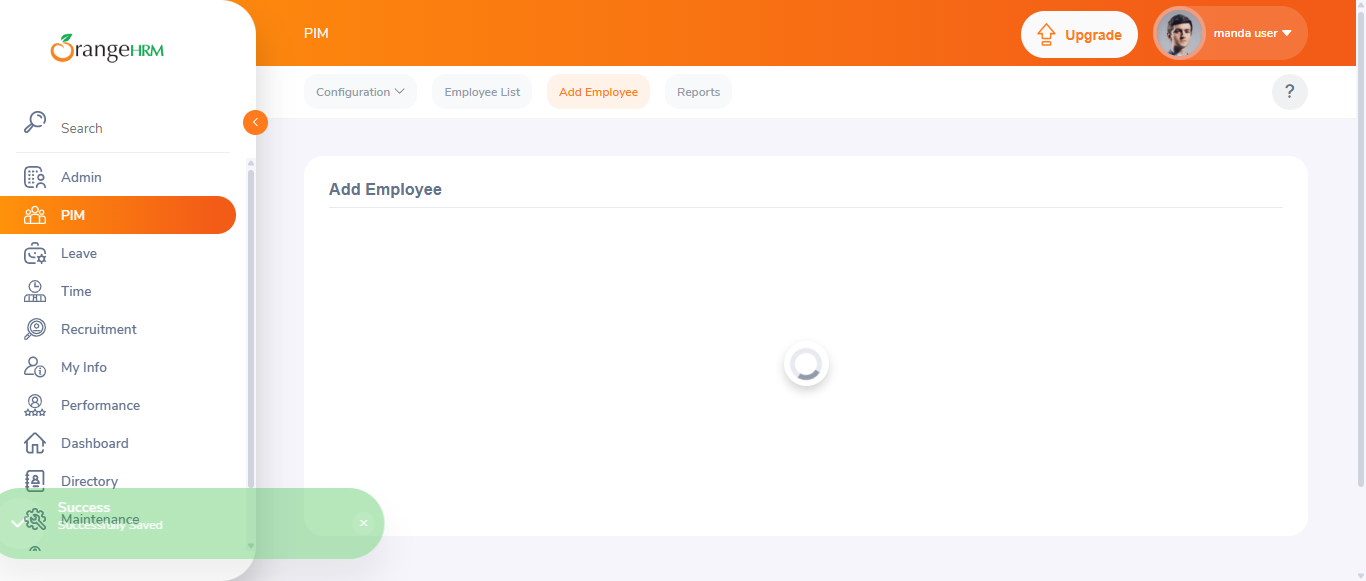 OrangeHRM
PIM
Upgrade
manda user
Configuration
Employee List
Add Employee
Reports
?
Search
Admin
PIM
Leave
Time
Recruitment
My Info
Performance
Dashboard
Directory
Maintenance
Add Employee
Success
Successfully Saved